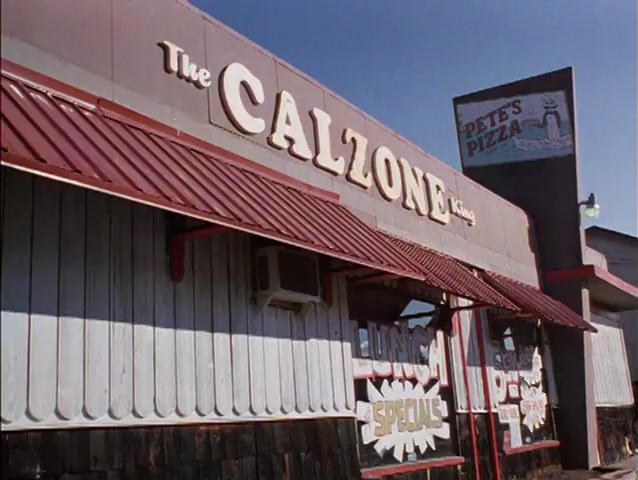 The CALZONE King
PETE'S
PIZZA
LUNCH
SPECIALS